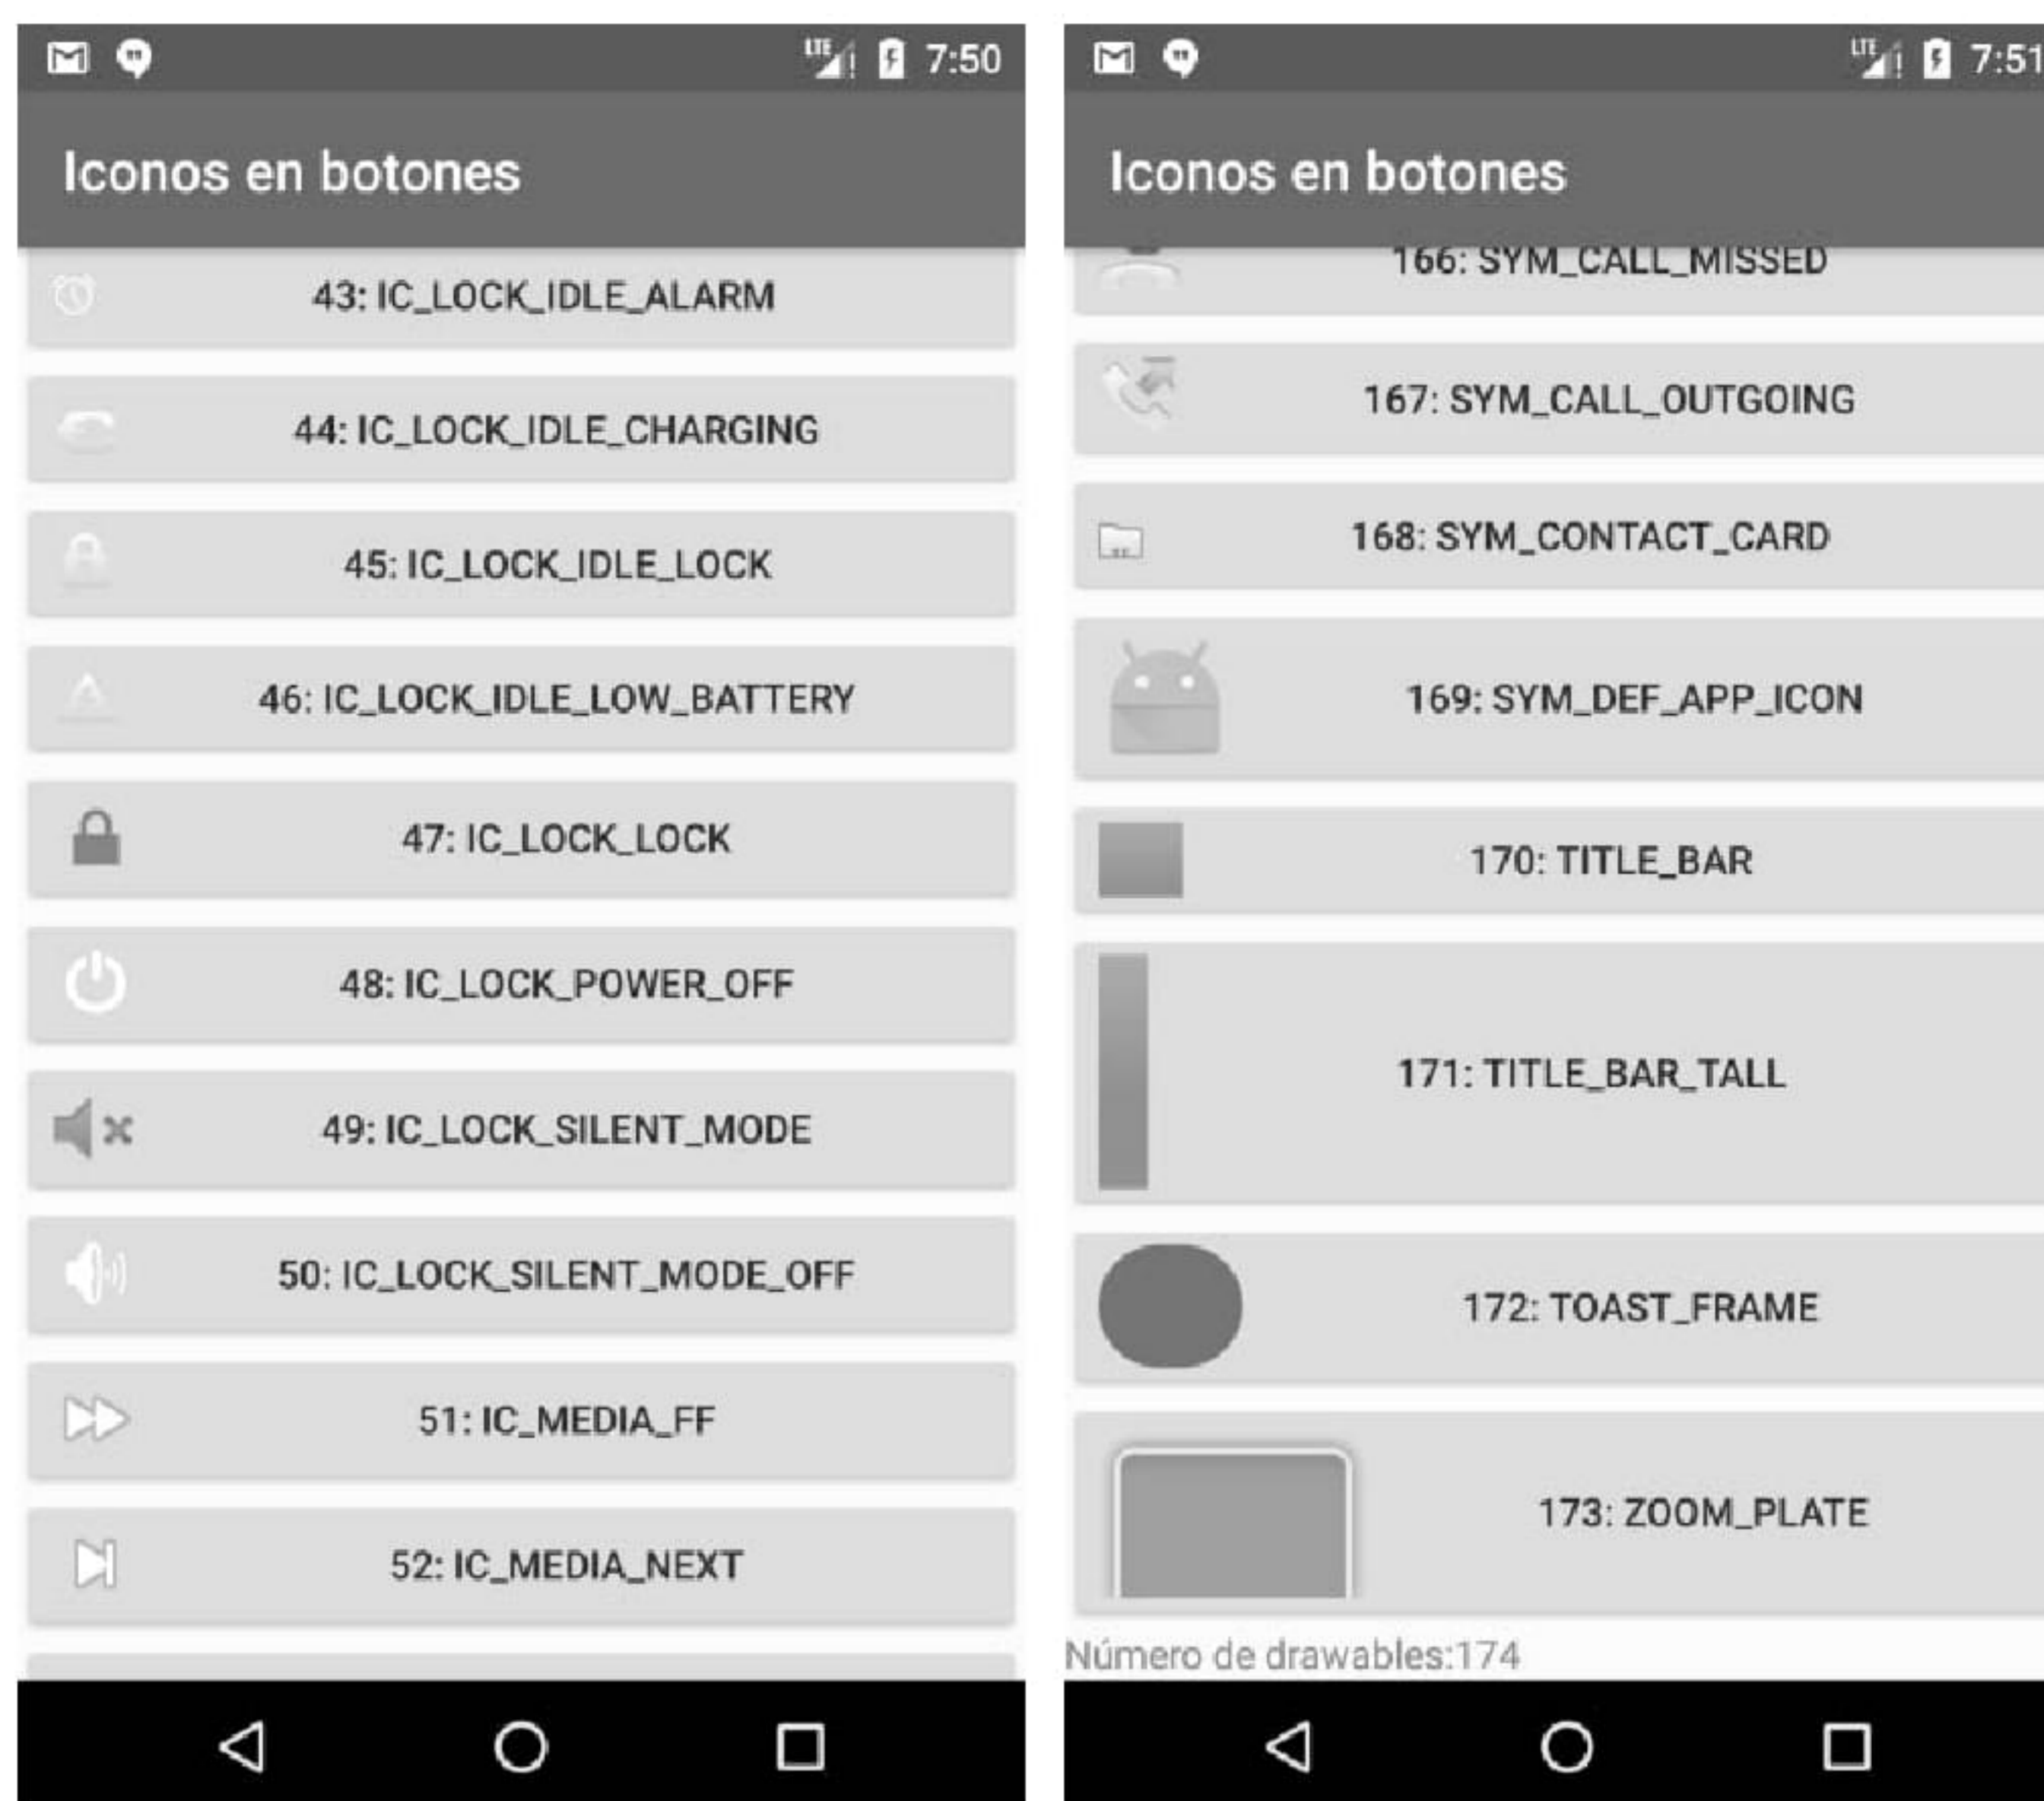 LTE 7:50
Iconos en botones
43: IC_LOCK_IDLE_ALARM
44: IC_LOCK_IDLE_CHARGING
45: IC_LOCK_IDLE_LOCK
46: IC_LOCK_IDLE_LOW_BATTERY
47: IC_LOCK_LOCK
48: IC_LOCK_POWER_OFF
49: IC_LOCK_SILENT_MODE
50: IC_LOCK_SILENT_MODE_OFF
51: IC_MEDIA_FF
52: IC_MEDIA_NEXT
LTE 7:51
Iconos en botones
166: SYM_CALL_MISSED
167: SYM_CALL_OUTGOING
168: SYM_CONTACT_CARD
169: SYM_DEF_APP_ICON
170: TITLE_BAR
171: TITLE_BAR_TALL
172: TOAST_FRAME
173: ZOOM_PLATE
Número de drawables:174